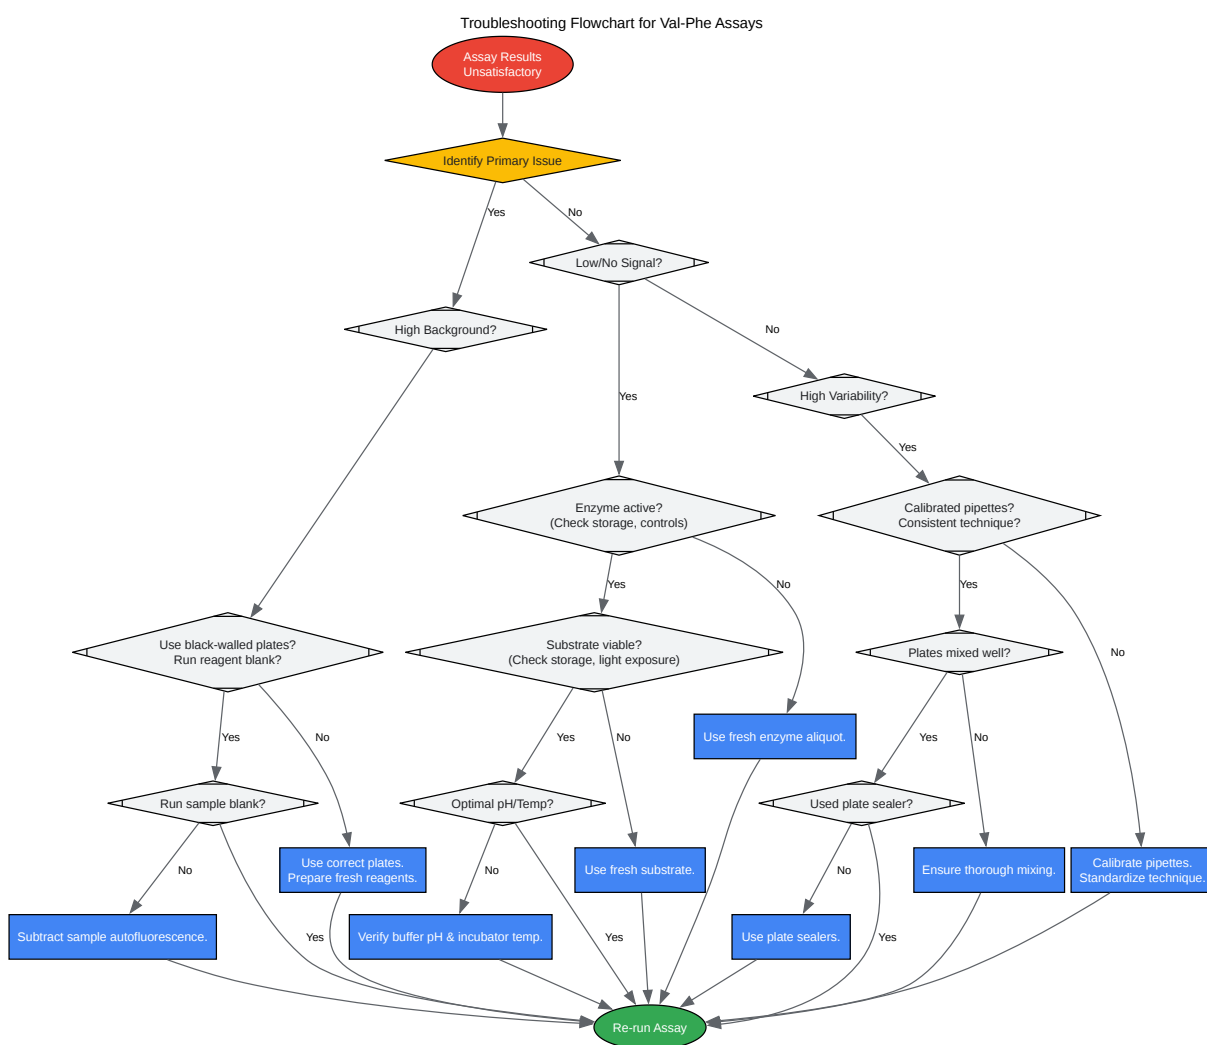 Troubleshooting Flowchart for Val-Phe Assays
Assay Results
Unsatisfactory
Identify Primary Issue
Yes
No
Low/No Signal?
High Background?
No
Yes
High Variability?
Yes
Enzyme active?
(Check storage, controls)
Calibrated pipettes?
Consistent technique?
Yes
No
Yes
Use black-walled plates?
Run reagent blank?
Substrate viable?
(Check storage, light exposure)
Plates mixed well?
No
Yes
No
Yes
No
Use fresh enzyme aliquot.
Yes
No
Run sample blank?
Optimal pH/Temp?
Used plate sealer?
No
Use correct plates.
Prepare fresh reagents.
No
Use fresh substrate.
No
Ensure thorough mixing.
Calibrate pipettes.
Standardize technique.
Subtract sample autofluorescence.
Yes
Verify buffer pH & incubator temp.
Yes
Use plate sealers.
Yes
Re-run Assay